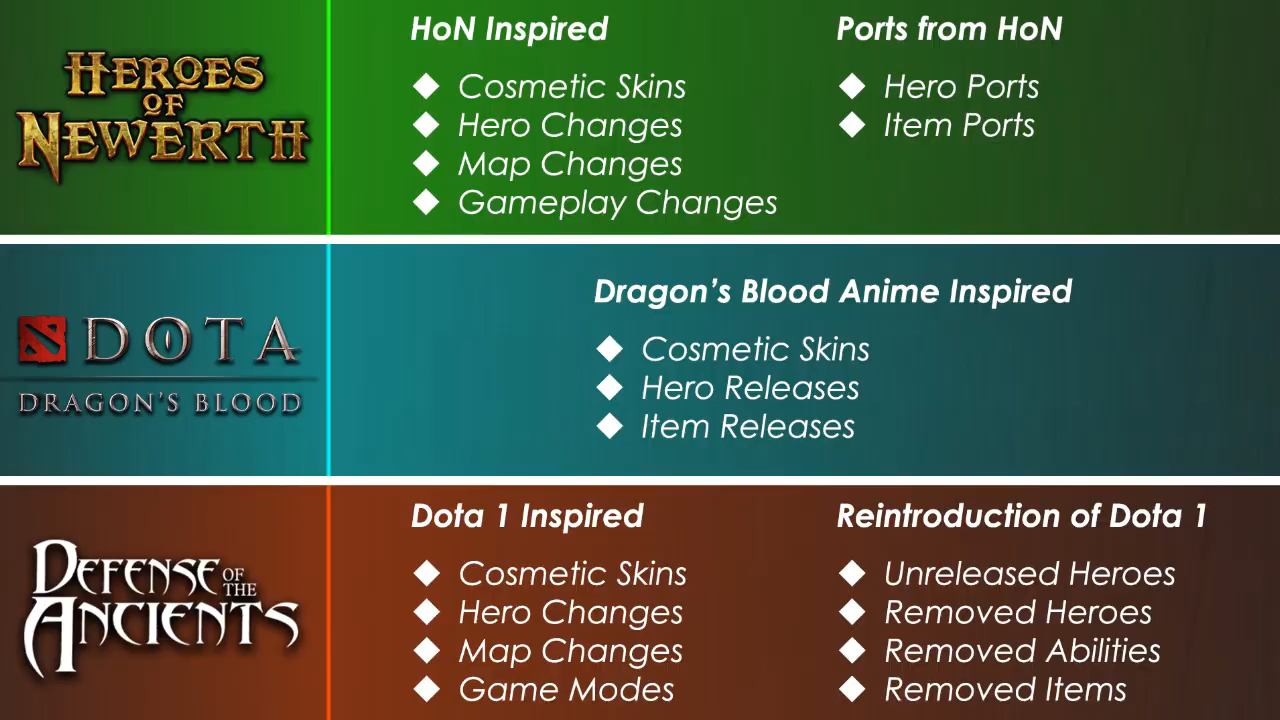 HEROES
OF
NEWERTH
HoN Inspired
◆ Cosmetic Skins
◆ Hero Changes
◆ Map Changes
◆ Gameplay Changes
Ports from HoN
◆ Hero Ports
◆ Item Ports
DOTA
DRAGON'S BLOOD
Dragon's Blood Anime Inspired
◆ Cosmetic Skins
◆ Hero Releases
◆ Item Releases
DEFENSE OF THE
ANCIENTS
Dota 1 Inspired
◆ Cosmetic Skins
◆ Hero Changes
◆ Map Changes
◆ Game Modes
Reintroduction of Dota 1
◆ Unreleased Heroes
◆ Removed Heroes
◆ Removed Abilities
◆ Removed Items